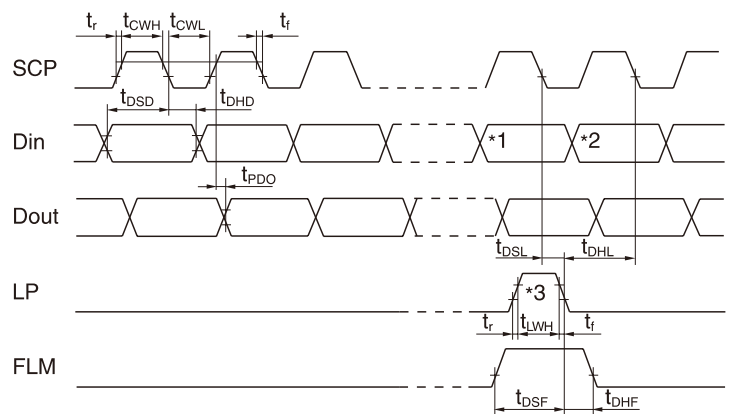 tr tCWH tCWL tf
SCP
tDSD tDHD
Din *1 *2
tPDO
Dout
tDSL tDHL
LP *3
tr tLWH tf
FLM
tDSF tDHF